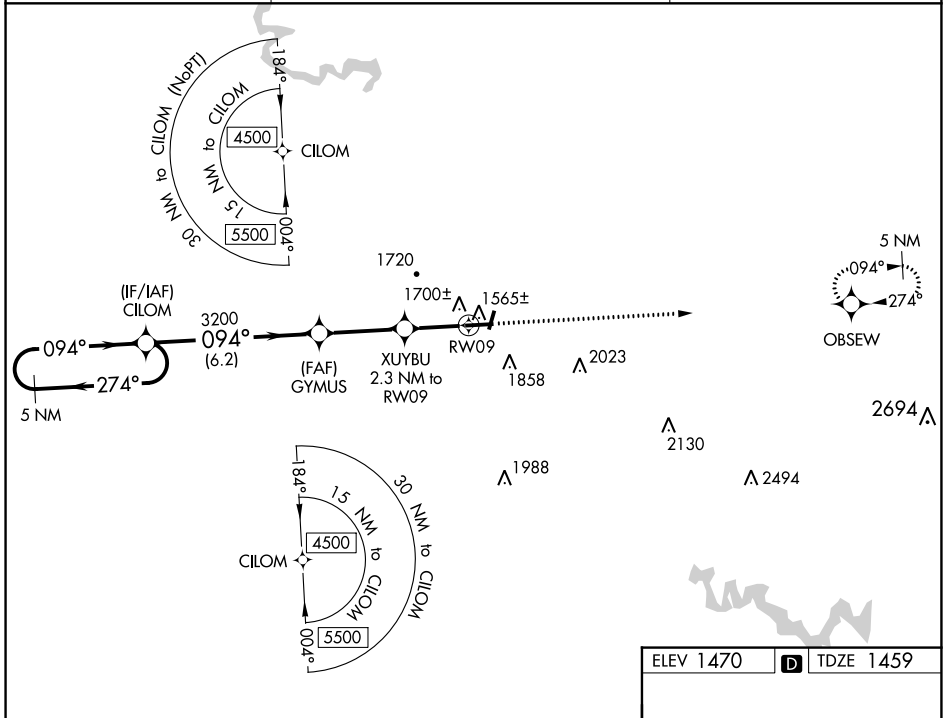 184°
30 NM to CILOM (NoPT)
15 NM to CILOM
4500
CILOM
5500
004°
5 NM
094°
274°
OBSEW
1720
1700±
1565±
(IF/IAF)
CILOM
3200
094°
(6.2)
094°
274°
5 NM
(FAF)
GYMUS
XUYBU
2.3 NM to
RW09
RW09
1858
2023
2694
2130
1988
2494
184°
15 NM to CILOM
30 NM to CILOM
4500
CILOM
5500
004°
ELEV 1470 D TDZE 1459